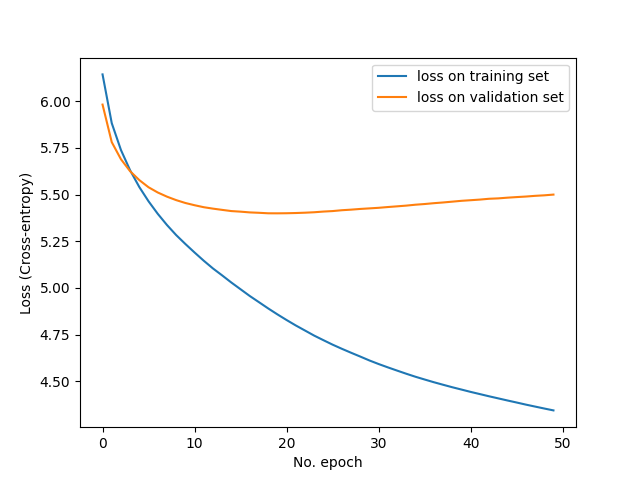 loss on training set
loss on validation set
Loss (Cross-entropy)
6.00
5.75
5.50
5.25
5.00
4.75
4.50
0 10 20 30 40 50
No. epoch